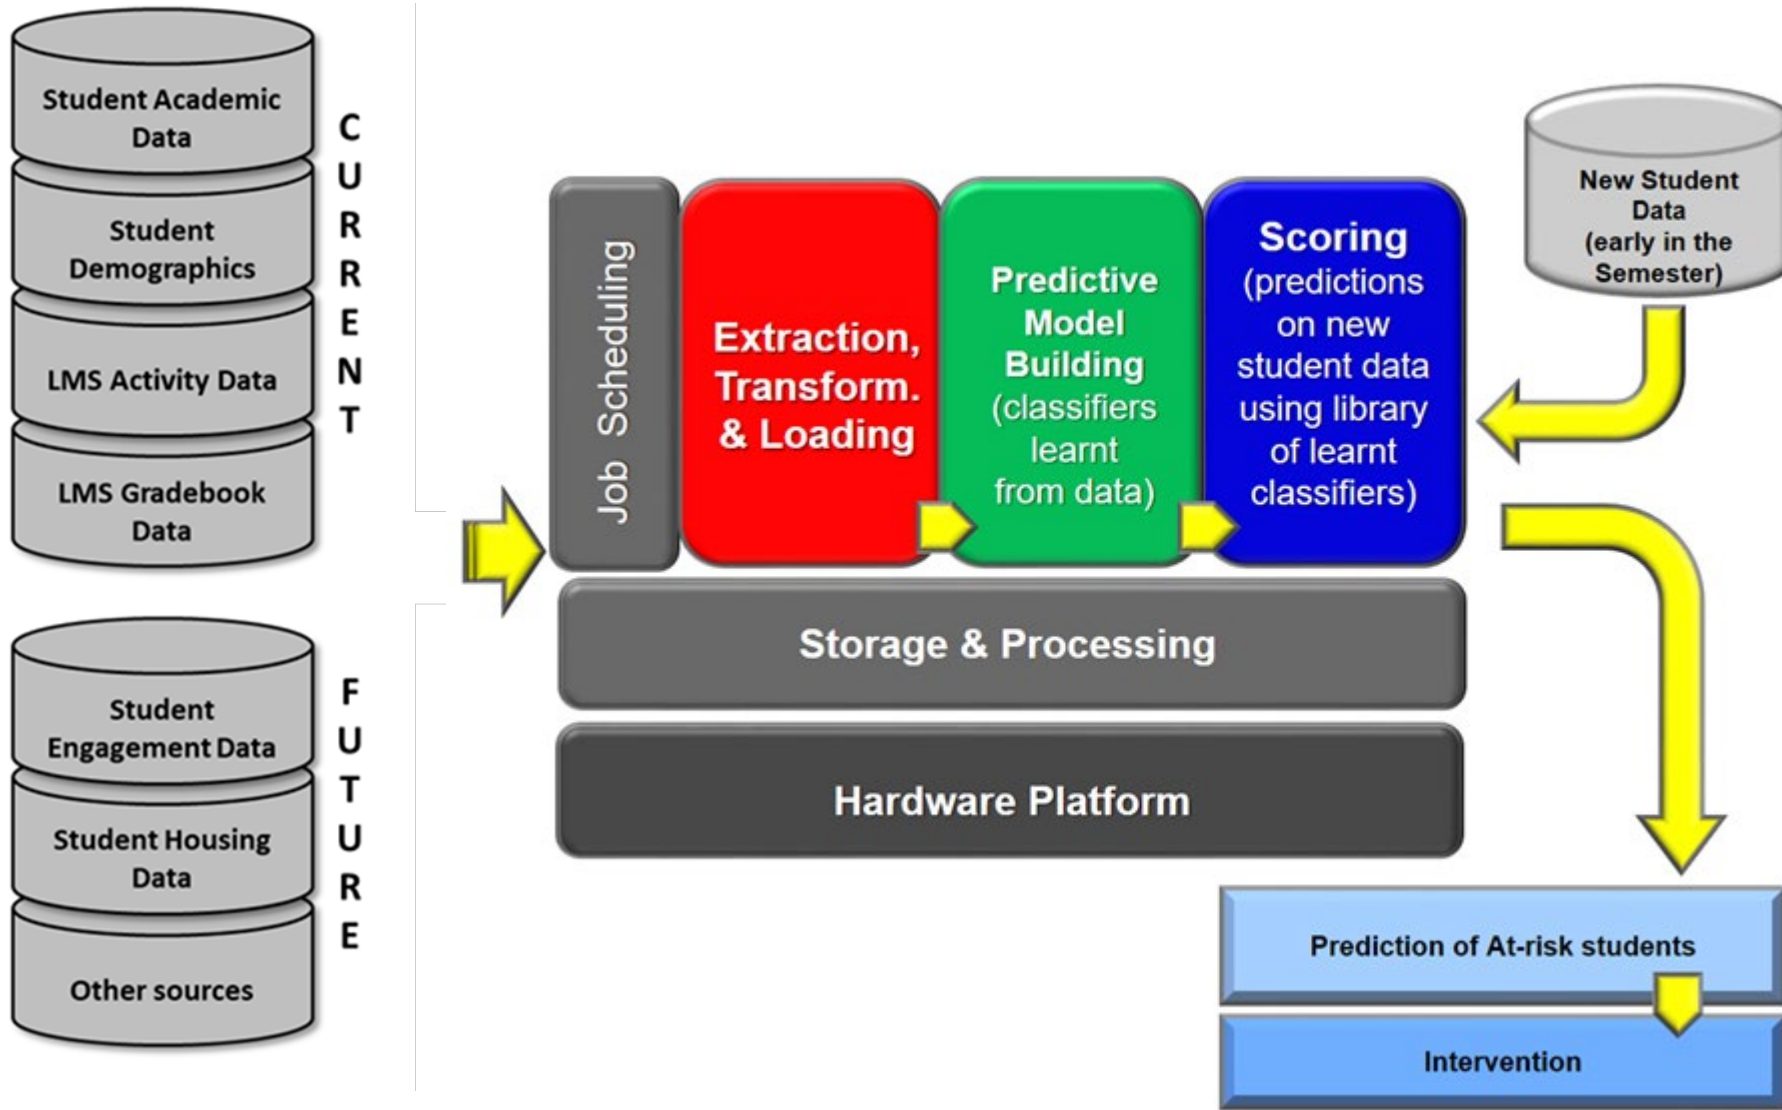 Student Academic
Data
Student
Demographics
LMS Activity Data
LMS Gradebook
Data
CURRENT
Student
Engagement Data
Student Housing
Data
Other sources
FUTURE
Job Scheduling
Extraction,
Transform.
& Loading
Predictive
Model
Building
(classifiers
learnt
from data)
Scoring
(predictions
on new
student data
using library
of learnt
classifiers)
New Student
Data
(early in the
Semester)
Storage & Processing
Hardware Platform
Prediction of At-risk students
Intervention